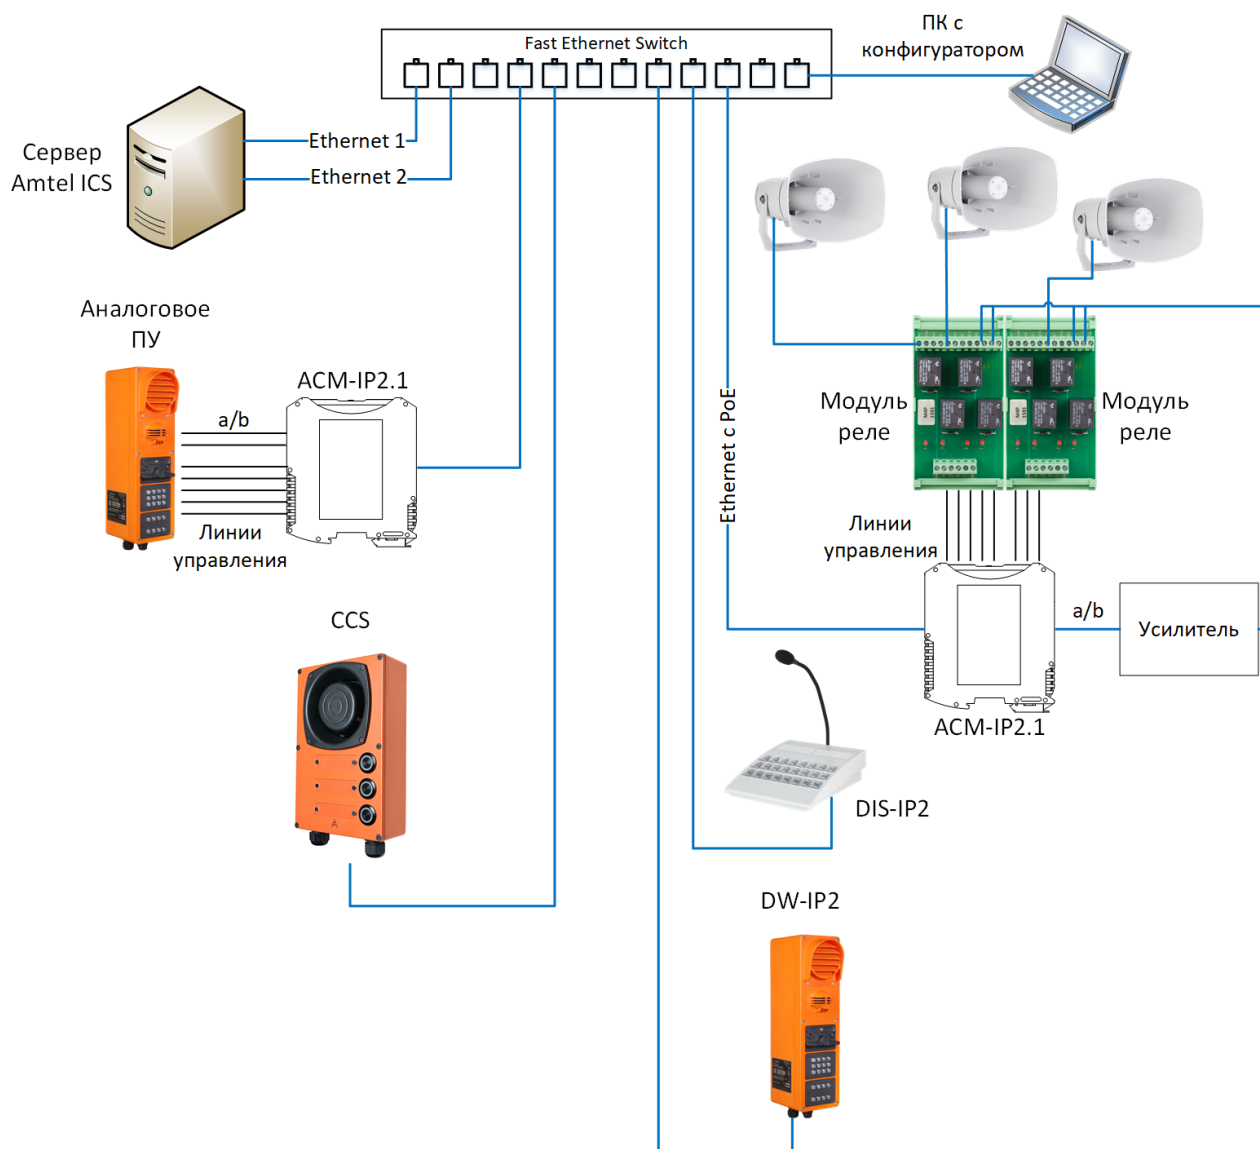 Fast Ethernet Switch
ПК с
конфигуратором
Сервер
Amtel ICS
Ethernet 1
Ethernet 2
Аналоговое
ПУ
ACM-IP2.1
a/b
Линии
управления
CCS
Ethernet с PoE
Модуль
реле
Модуль
реле
Линии
управления
a/b
Усилитель
ACM-IP2.1
DIS-IP2
DW-IP2